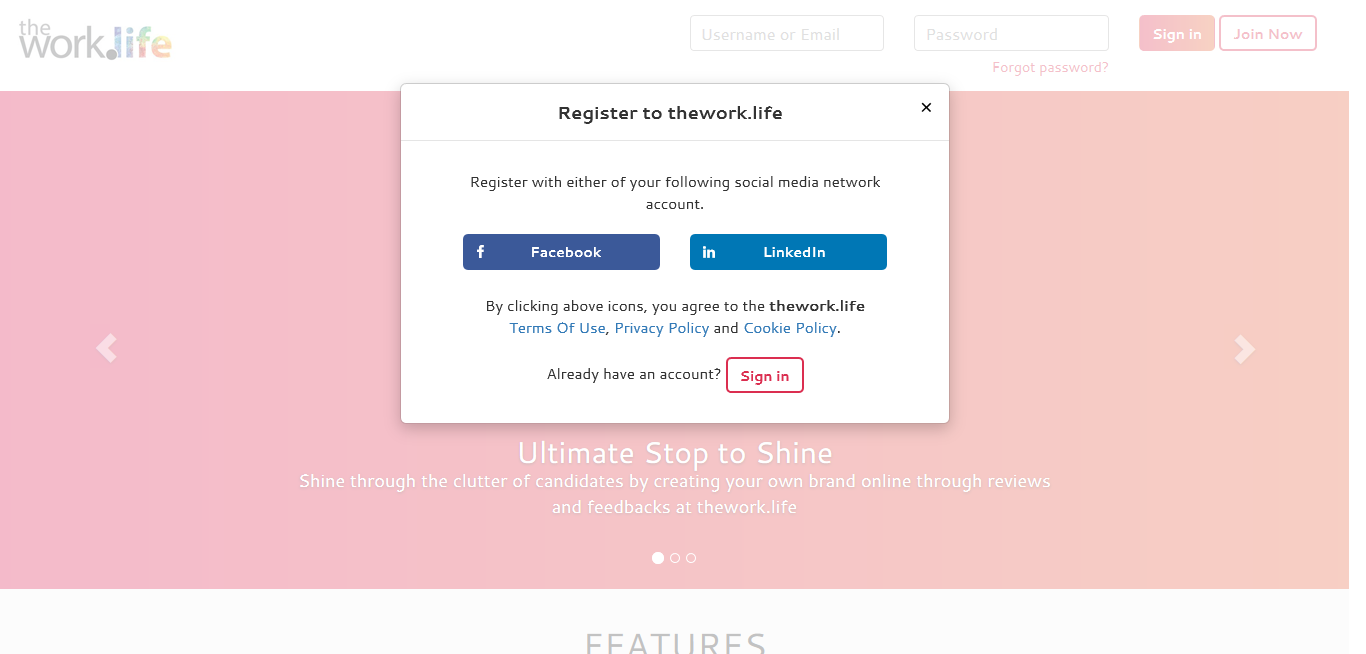 the
work.life
Username or Email
Password
Sign in
Join Now
Forgot password?
Register to thework.life
Register with either of your following social media network
account.
Facebook
LinkedIn
By clicking above icons, you agree to the thework.life
Terms Of Use, Privacy Policy and Cookie Policy.
Already have an account? Sign in
Ultimate Stop to Shine
Shine through the clutter of candidates by creating your own brand online through reviews
and feedbacks at thework.life
FEATURES